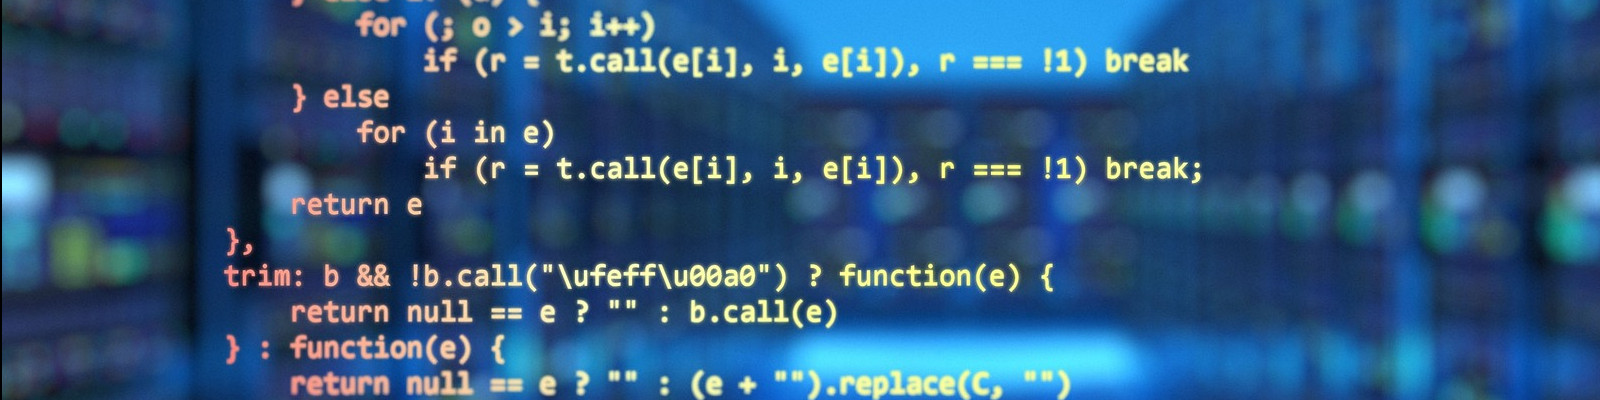 for (; o > i; i++)
if (r = t.call(e[i], i, e[i]), r === !1) break
} else
for (i in e)
if (r = t.call(e[i], i, e[i]), r === !1) break;
return e
},
trim: b && !b.call("\ufeff\u00a0") ? function(e) {
return null == e ? "" : b.call(e)
} : function(e) {
return null == e ? "" : (e + "").replace(C, "")